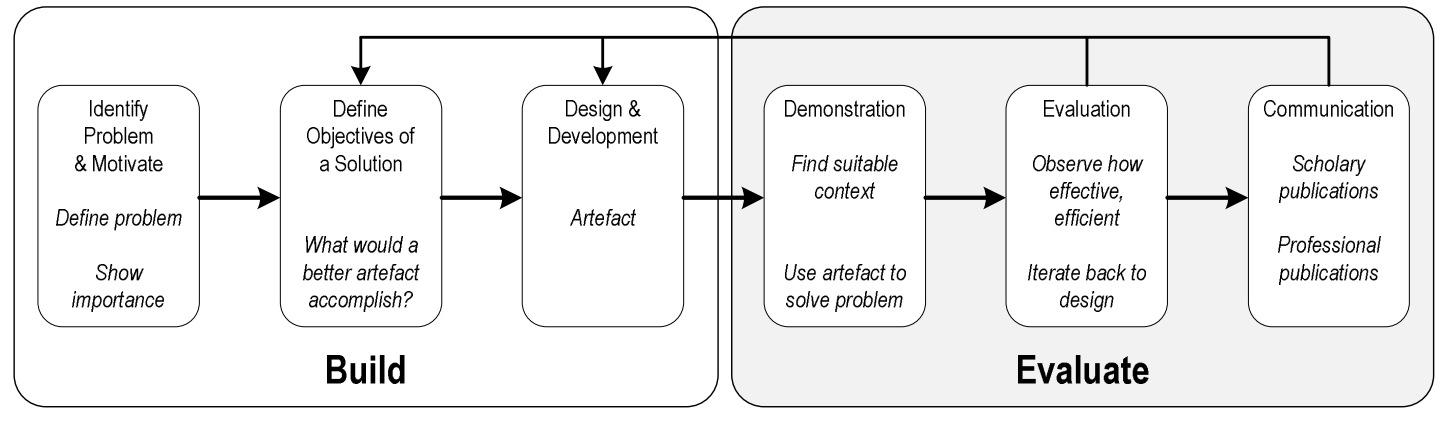 Identify
Problem
& Motivate
Define problem
Show
importance
Define
Objectives of
a Solution
What would a
better artefact
accomplish?
Design &
Development
Artefact
Build
Demonstration
Find suitable
context
Use artefact to
solve problem
Evaluation
Observe how
effective,
efficient
Iterate back to
design
Communication
Scholary
publications
Professional
publications
Evaluate